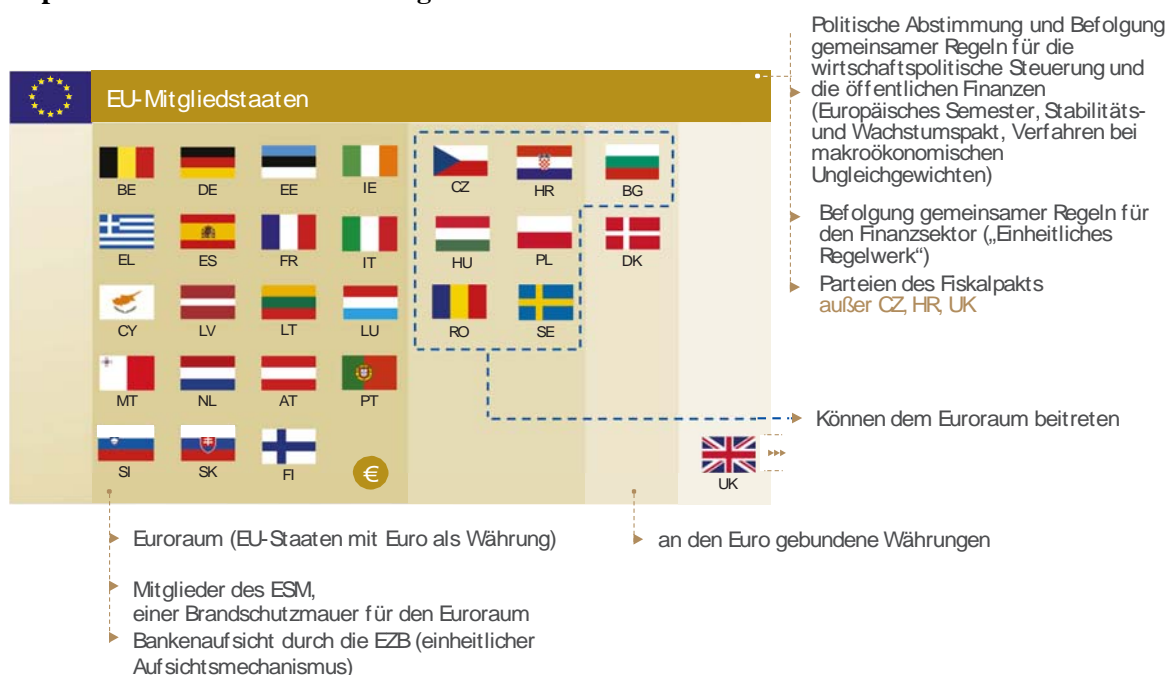 Politische Abstimmung und Befolgung
gemeinsamer Regeln für die
wirtschaftspolitische Steuerung und
die öffentlichen Finanzen
(Europäisches Semester, Stabilitäts-
und Wachstumspakt, Verfahren bei
makroökonomischen
Ungleichgewichten)
EU-Mitgliedstaaten
BE DE EE IE CZ HR BG
Befolgung gemeinsamer Regeln für
den Finanzsektor („Einheitliches
Regelwerk“)
EL ES FR IT HU PL DK
Parteien des Fiskalpakts
außer CZ, HR, UK
CY LV LT LU RO SE
MT NL AT PT
Können dem Euroraum beitreten
SI SK FI € UK
Euroraum (EU-Staaten mit Euro als Währung)
an den Euro gebundene Währungen
Mitglieder des ESM,
einer Brandschutzmauer für den Euroraum
Bankenaufsicht durch die EZB (einheitlicher
Aufsichtsmechanismus)